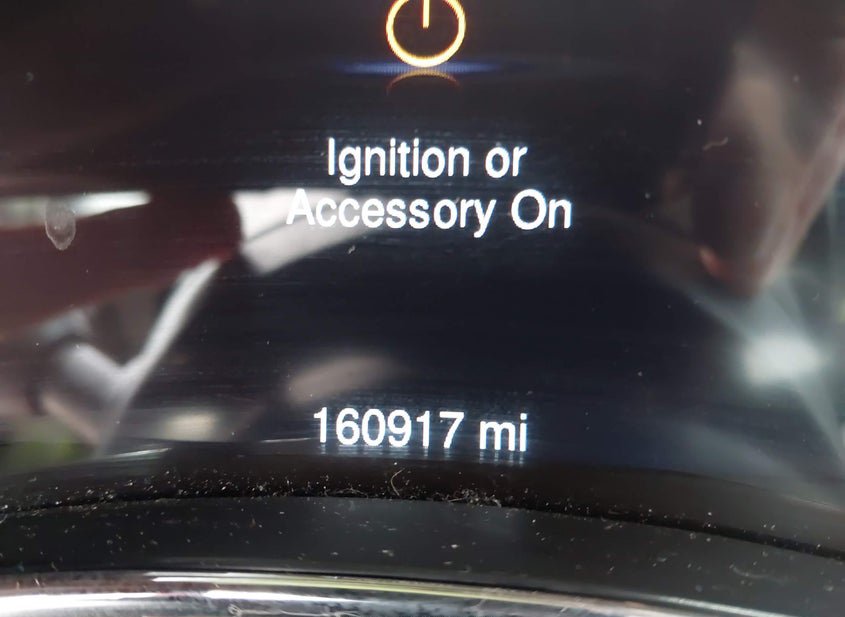 Ignition or
Accessory On
160917 mi